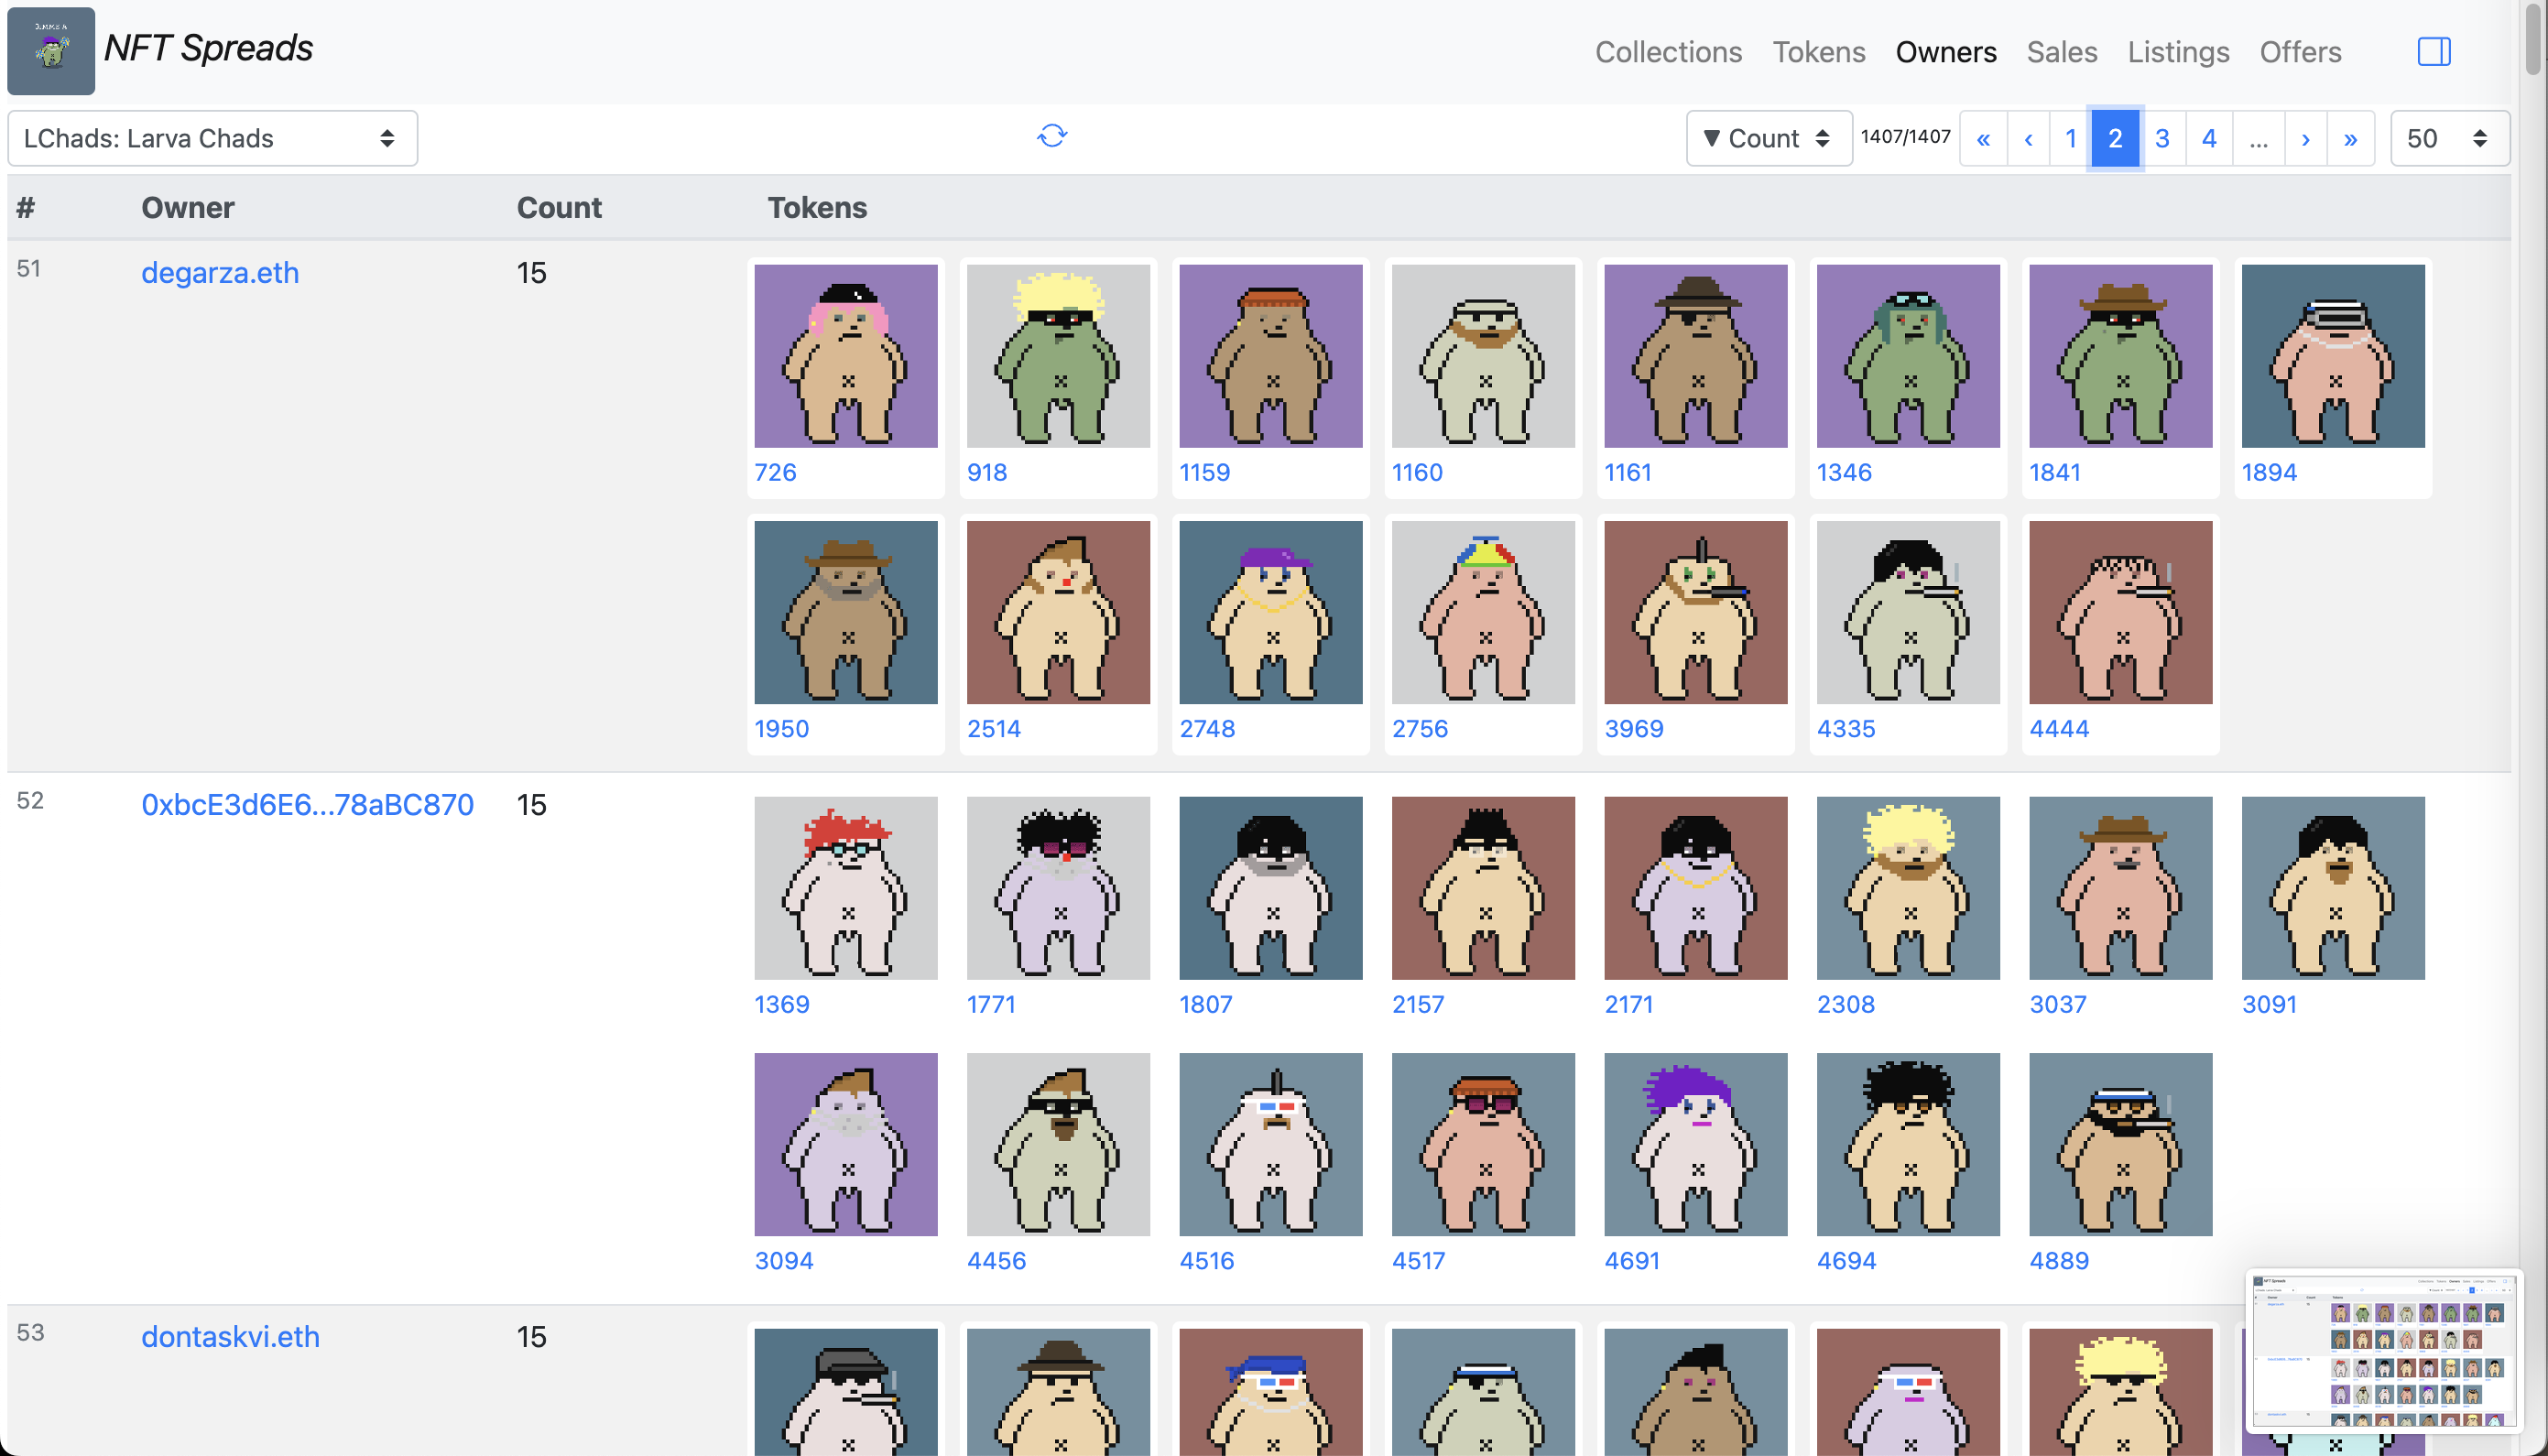 NFT Spreads
Collections Tokens Owners Sales Listings Offers
LChads: Larva Chads
▼ Count 1407/1407 « ‹ 1 2 3 4 ... › » 50
# Owner Count Tokens
51 degarza.eth 15
726 918 1159 1160 1161 1346 1841 1894
1950 2514 2748 2756 3969 4335 4444
52 0xbcE3d6E6...78aBC870 15
1369 1771 1807 2157 2171 2308 3037 3091
3094 4456 4516 4517 4691 4694 4889
53 dontaskvi.eth 15